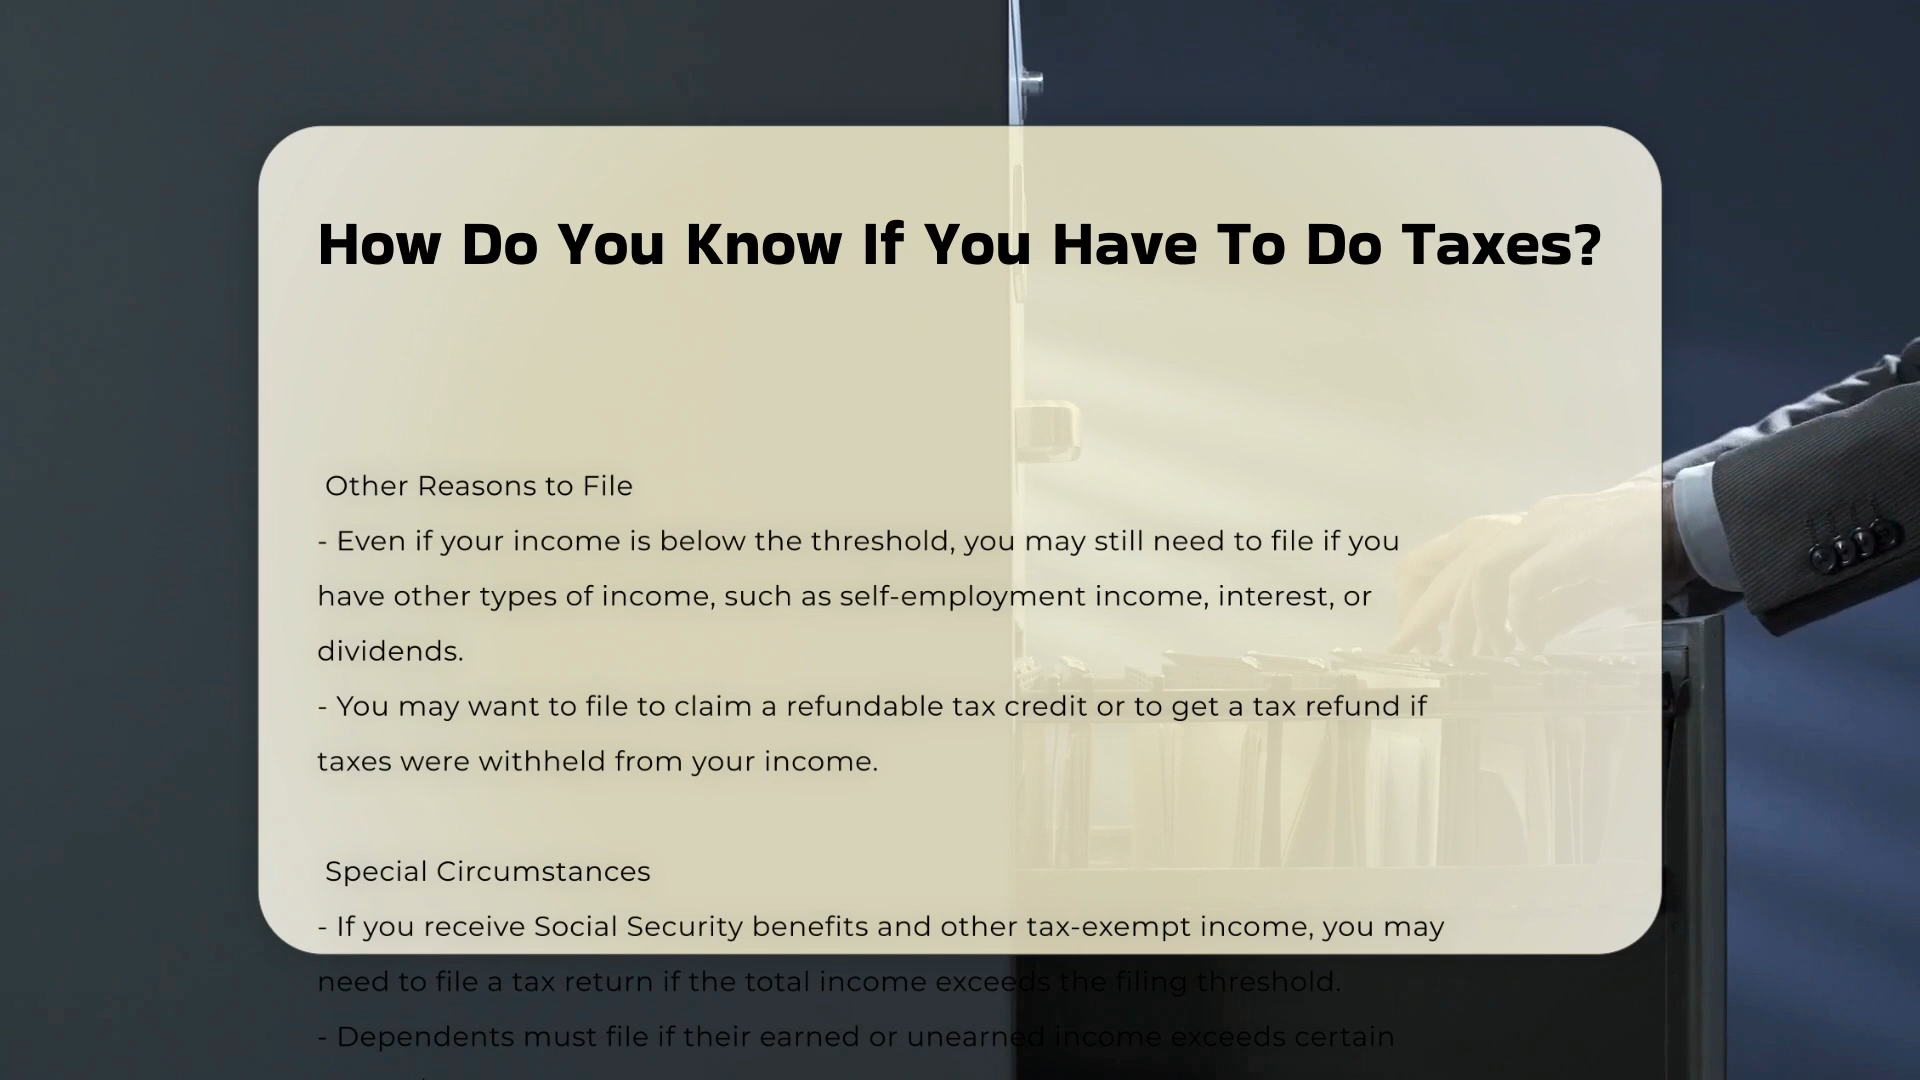 How Do You Know If You Have To Do Taxes?
Other Reasons to File
- Even if your income is below the threshold, you may still need to file if you
have other types of income, such as self-employment income, interest, or
dividends.
- You may want to file to claim a refundable tax credit or to get a tax refund if
taxes were withheld from your income.
Special Circumstances
- If you receive Social Security benefits and other tax-exempt income, you may
need to file a tax return if the total income exceeds the filing threshold.
- Dependents must file if their earned or unearned income exceeds certain